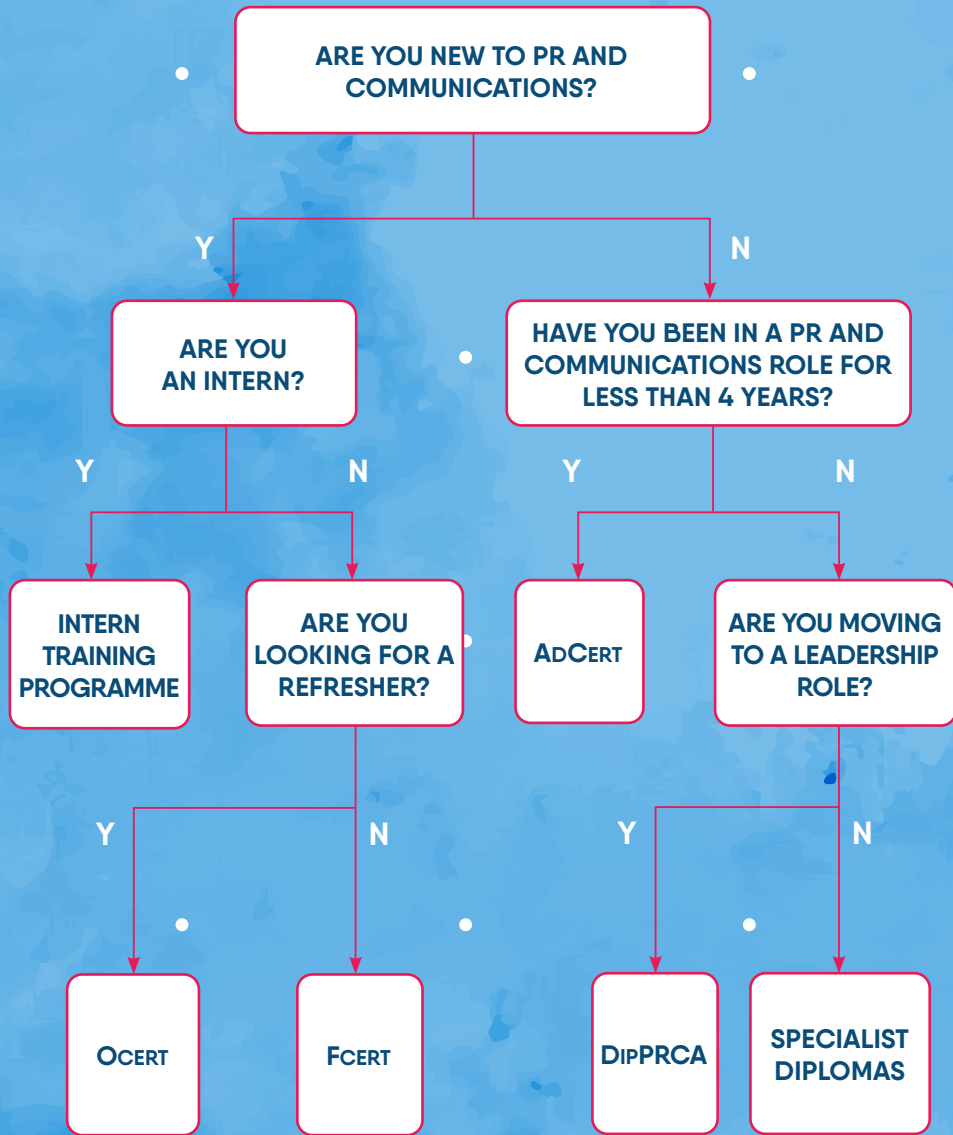 ARE YOU NEW TO PR AND
COMMUNICATIONS?
Y
N
ARE YOU
AN INTERN?
HAVE YOU BEEN IN A PR AND
COMMUNICATIONS ROLE FOR
LESS THAN 4 YEARS?
Y
N
Y
N
INTERN
TRAINING
PROGRAMME
ARE YOU
LOOKING FOR A
REFRESHER?
ADCERT
ARE YOU MOVING
TO A LEADERSHIP
ROLE?
Y
N
Y
N
OCERT
FCERT
DIPPRCA
SPECIALIST
DIPLOMAS